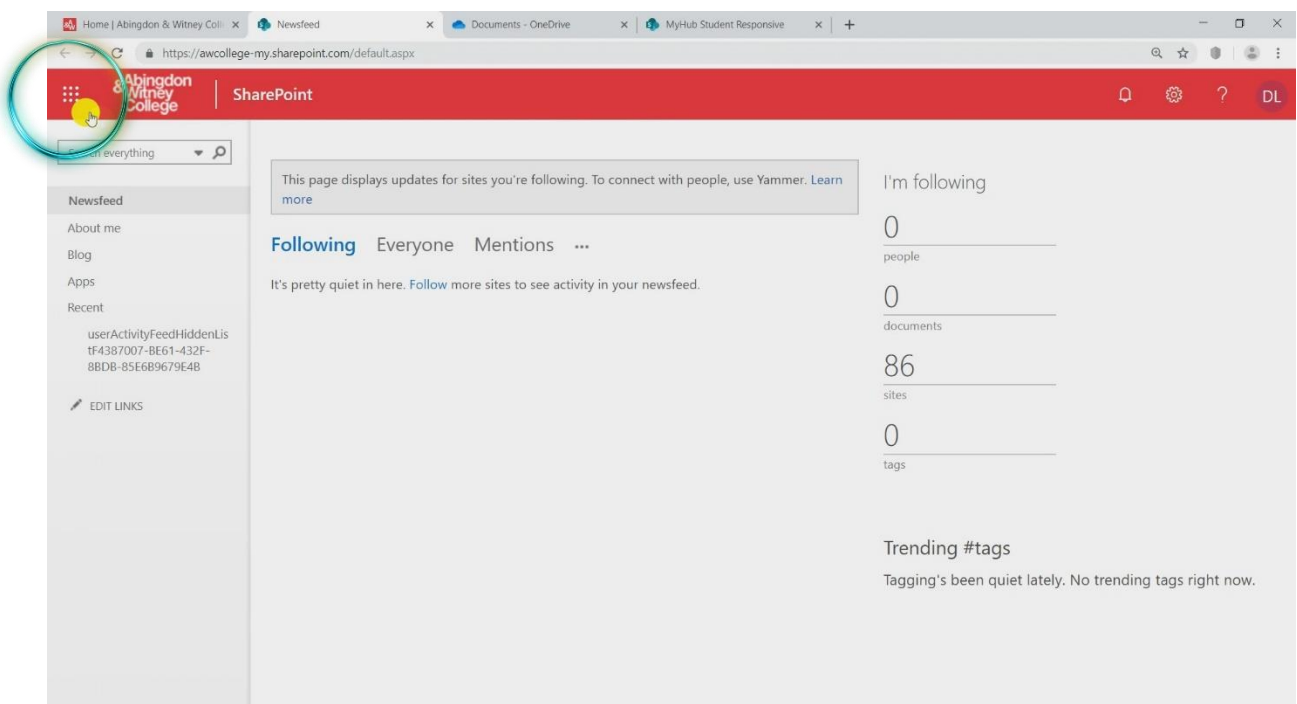 Home | Abingdon & Witney Coll
Newsfeed
Documents - OneDrive
MyHub Student Responsive
https://awcollege-my.sharepoint.com/default.aspx
Abingdon
& Witney
College
SharePoint
? DL
Search everything
Newsfeed
About me
Blog
Apps
Recent
userActivityFeedHiddenLis
tF4387007-BE61-432F-
8BDB-85E6B9679E4B
EDIT LINKS
This page displays updates for sites you're following. To connect with people, use Yammer. Learn
more
Following Everyone Mentions ...
It's pretty quiet in here. Follow more sites to see activity in your newsfeed.
I'm following
0
people
0
documents
86
sites
0
tags
Trending #tags
Tagging's been quiet lately. No trending tags right now.